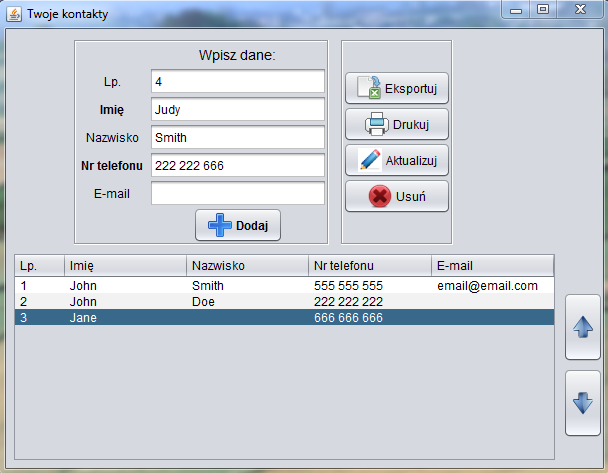 Twoje kontakty
Wpisz dane:
Lp. 4
Imię Judy
Nazwisko Smith
Nr telefonu 222 222 666
E-mail
Dodaj
Eksportuj
Drukuj
Aktualizuj
Usuń
Lp. Imię Nazwisko Nr telefonu E-mail
1 John Smith 555 555 555 email@email.com
2 John Doe 222 222 222
3 Jane 666 666 666